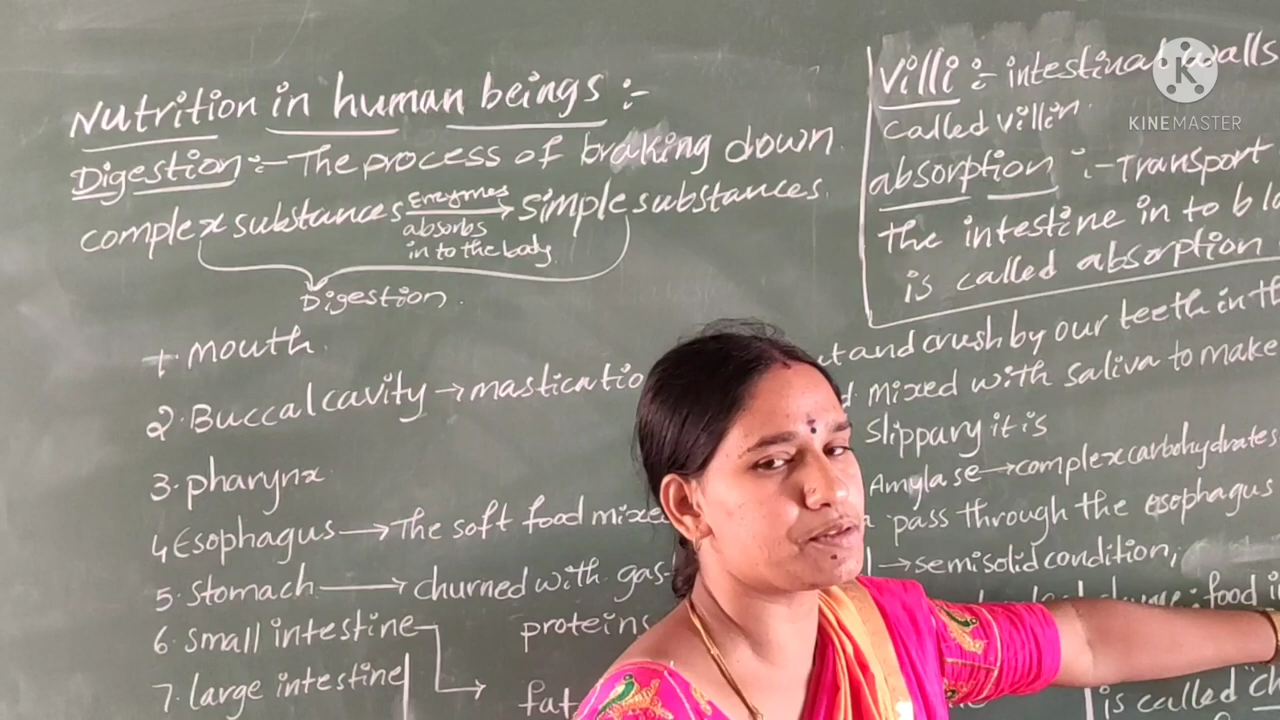 Nutrition in human beings :-
Digestion :- The process of braking down
complex substances Enzymes simple substances.
absorbs
in to the body
Digestion.
1. Mouth.
2. Buccal cavity → masticatio
3. pharynx
4 Esophagus → The soft food mixe
5. Stomach → churned with gas
6. small intestine
proteins
7. large intestine
fat
Villi :- intestinal walls
called villin.
absorption :- Transport
the intestine in to blo
is called absorption
and crush by our teeth in th
mixed with saliva to make
slippary it is
Amylase → complex carbohydrates
pass through the esophagus
→ semisolid condition,
food i
is called "ch
K
KINEMASTER